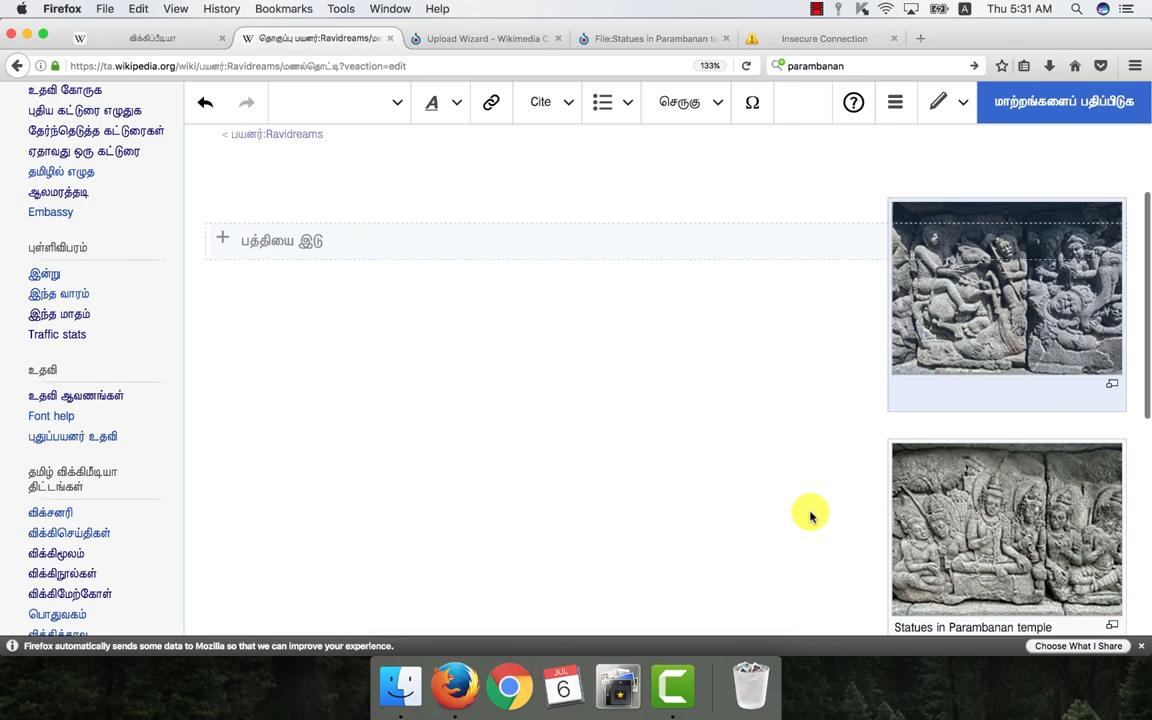 Firefox File Edit View History Bookmarks Tools Window Help
Thu 5:31 AM
விக்கிப்பீடியா
தொகுப்பு பயனர்:Ravidreams/ம
Upload Wizard - Wikimedia C
File:Statues in Parambanan t
Insecure Connection
https://ta.wikipedia.org/wiki/பயனர்:Ravidreams/மணல்தொட்டி?veaction=edit
133%
parambanan
உதவி கோருக
புதிய கட்டுரை எழுதுக
தேர்ந்தெடுத்த கட்டுரைகள்
ஏதாவது ஒரு கட்டுரை
தமிழில் எழுத
ஆலமரத்தடி
Embassy
புள்ளிவிபரம்
இன்று
இந்த வாரம்
இந்த மாதம்
Traffic stats
உதவி
உதவி ஆவணங்கள்
Font help
புதுப்பயனர் உதவி
தமிழ் விக்கிமீடியா
திட்டங்கள்
விக்சனரி
விக்கிசெய்திகள்
விக்கிமூலம்
விக்கிநூல்கள்
விக்கிமேற்கோள்
பொதுவகம்
A
Cite
செருகு
Ω
மாற்றங்களைப் பதிப்பிடுக
< பயனர்:Ravidreams
பத்தியை இடு
Statues in Parambanan temple
Firefox automatically sends some data to Mozilla so that we can improve your experience.
Choose What I Share
JUL
6